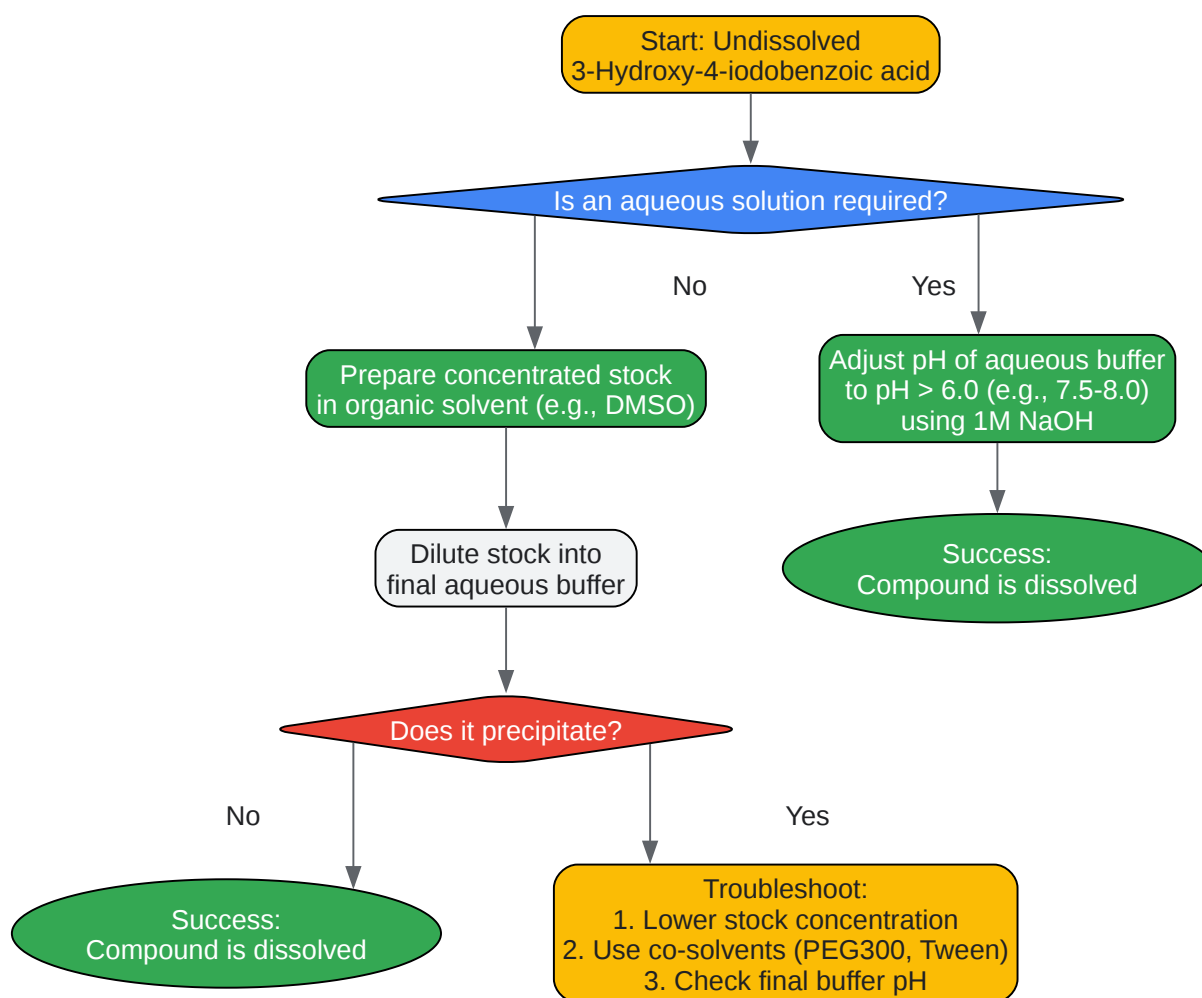 Start: Undissolved
3-Hydroxy-4-iodobenzoic acid
Is an aqueous solution required?
No
Yes
Prepare concentrated stock
in organic solvent (e.g., DMSO)
Adjust pH of aqueous buffer
to pH > 6.0 (e.g., 7.5-8.0)
using 1M NaOH
Dilute stock into
final aqueous buffer
Success:
Compound is dissolved
Does it precipitate?
No
Yes
Success:
Compound is dissolved
Troubleshoot:
1. Lower stock concentration
2. Use co-solvents (PEG300, Tween)
3. Check final buffer pH